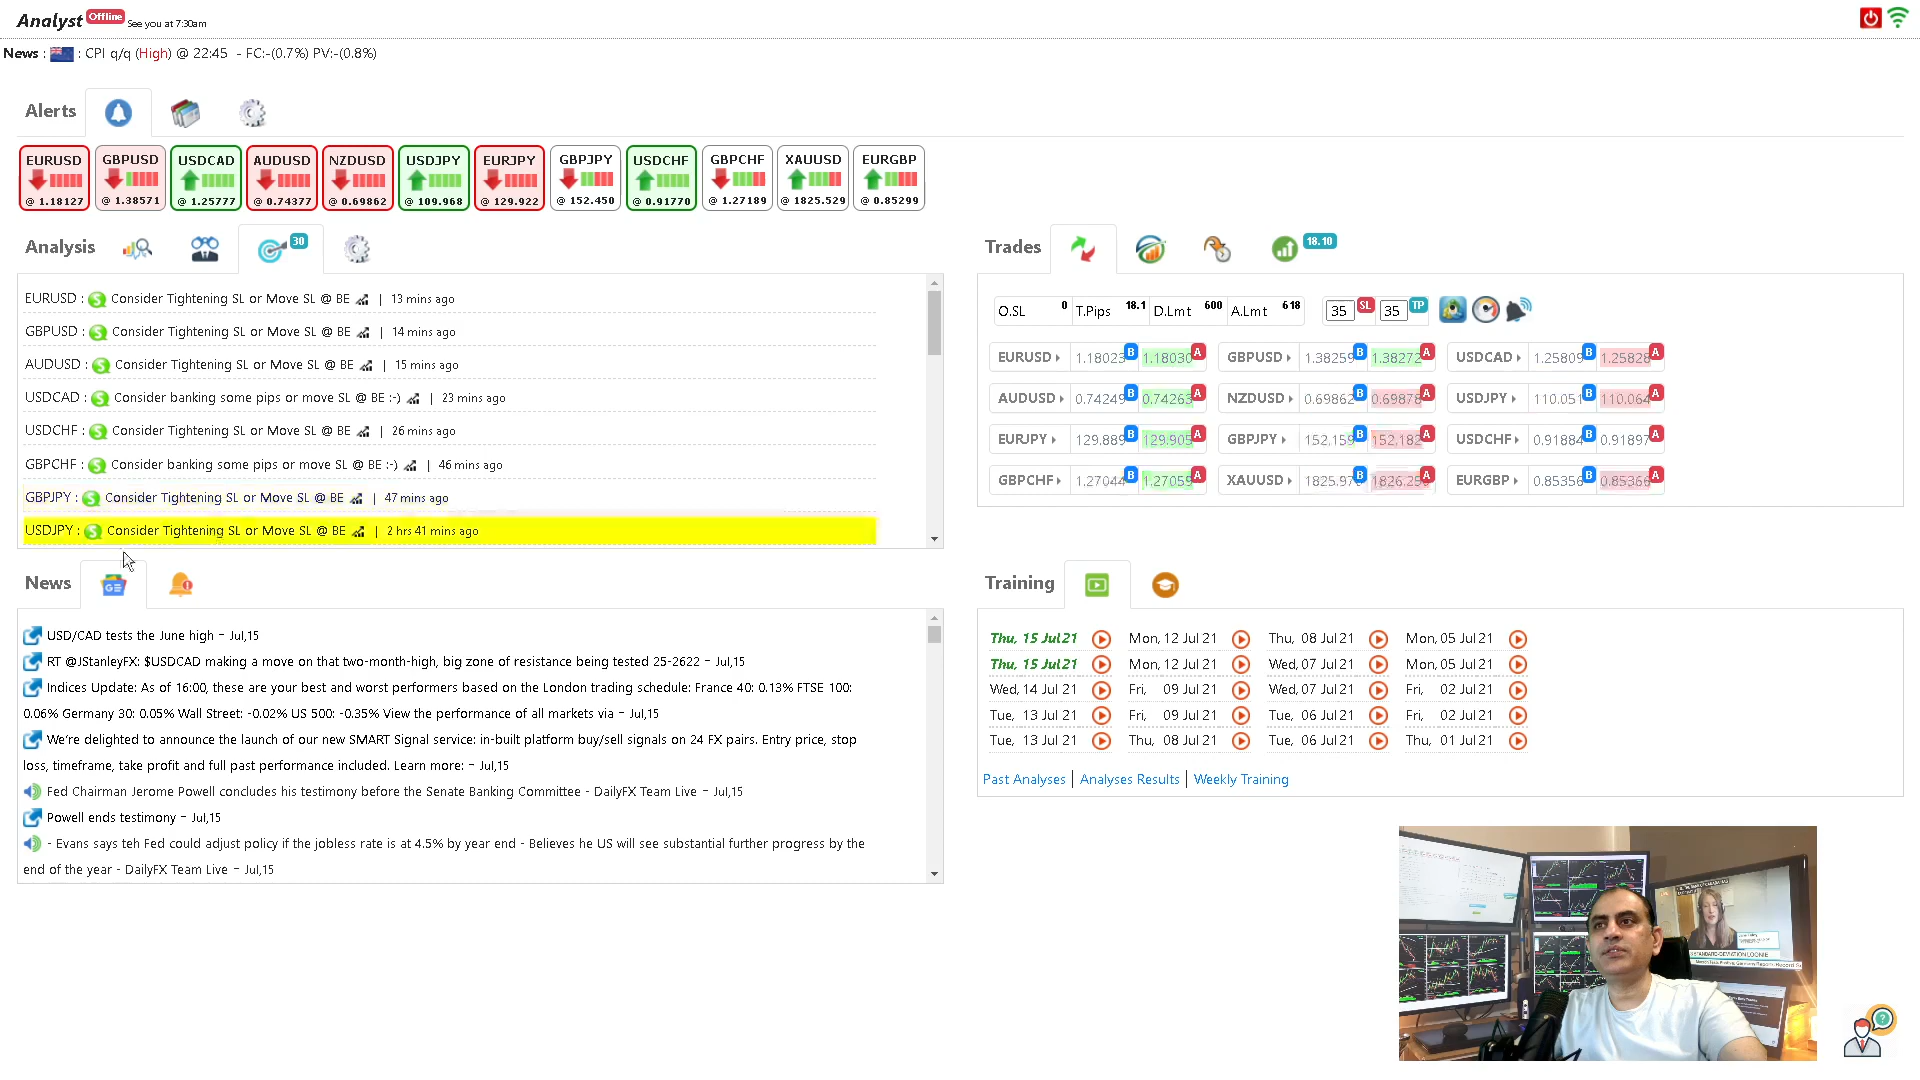 Analyst Offline See you at 7:30am
News : : CPI q/q (High) @ 22:45 - FC:-(0.7%) PV:-(0.8%)
Alerts
EURUSD GBPUSD USDCAD AUDUSD NZDUSD USDJPY EURJPY GBPJPY USDCHF GBPCHF XAUUSD EURGBP
@ 1.18127 @ 1.38571 @ 1.25777 @ 0.74377 @ 0.69862 @ 109.968 @ 129.922 @ 152.450 @ 0.91770 @ 1.27189 @ 1825.529 @ 0.85299
Analysis 30
EURUSD : S Consider Tightening SL or Move SL @ BE | 13 mins ago
GBPUSD : S Consider Tightening SL or Move SL @ BE | 14 mins ago
AUDUSD : S Consider Tightening SL or Move SL @ BE | 15 mins ago
USDCAD : S Consider banking some pips or move SL @ BE :-) | 23 mins ago
USDCHF : S Consider Tightening SL or Move SL @ BE | 26 mins ago
GBPCHF : S Consider banking some pips or move SL @ BE :-) | 46 mins ago
GBPJPY : S Consider Tightening SL or Move SL @ BE | 47 mins ago
USDJPY : S Consider Tightening SL or Move SL @ BE | 2 hrs 41 mins ago
Trades 18.10
O.SL 0 T.Pips 18.1 D.Lmt 600 A.Lmt 618 35 SL 35 TP
EURUSD 1.18023 B 1.18030 A GBPUSD 1.38259 B 1.38272 A USDCAD 1.25809 B 1.25828 A
AUDUSD 0.74249 B 0.74263 A NZDUSD 0.69862 B 0.69878 A USDJPY 110.051 B 110.064 A
EURJPY 129.889 B 129.905 A GBPJPY 152.159 B 152.182 A USDCHF 0.91884 B 0.91897 A
GBPCHF 1.27044 B 1.27059 A XAUUSD B A EURGBP 0.85356 B 0.85366 A
News GE
USD/CAD tests the June high – Jul,15
RT @JStanleyFX: $USDCAD making a move on that two-month-high, big zone of resistance being tested 25-2622 – Jul,15
Indices Update: As of 16:00, these are your best and worst performers based on the London trading schedule: France 40: 0.13% FTSE 100:
0.06% Germany 30: 0.05% Wall Street: -0.02% US 500: -0.35% View the performance of all markets via – Jul,15
We're delighted to announce the launch of our new SMART Signal service: in-built platform buy/sell signals on 24 FX pairs. Entry price, stop
loss, timeframe, take profit and full past performance included. Learn more: – Jul,15
Fed Chairman Jerome Powell concludes his testimony before the Senate Banking Committee - DailyFX Team Live – Jul,15
Powell ends testimony – Jul,15
- Evans says teh Fed could adjust policy if the jobless rate is at 4.5% by year end - Believes he US will see substantial further progress by the
end of the year - DailyFX Team Live – Jul,15
Training
Thu, 15 Jul 21 Mon, 12 Jul 21 Thu, 08 Jul 21 Mon, 05 Jul 21
Thu, 15 Jul 21 Mon, 12 Jul 21 Wed, 07 Jul 21 Mon, 05 Jul 21
Wed, 14 Jul 21 Fri, 09 Jul 21 Wed, 07 Jul 21 Fri, 02 Jul 21
Tue, 13 Jul 21 Fri, 09 Jul 21 Tue, 06 Jul 21 Fri, 02 Jul 21
Tue, 13 Jul 21 Thu, 08 Jul 21 Tue, 06 Jul 21 Thu, 01 Jul 21
Past Analyses | Analyses Results | Weekly Training